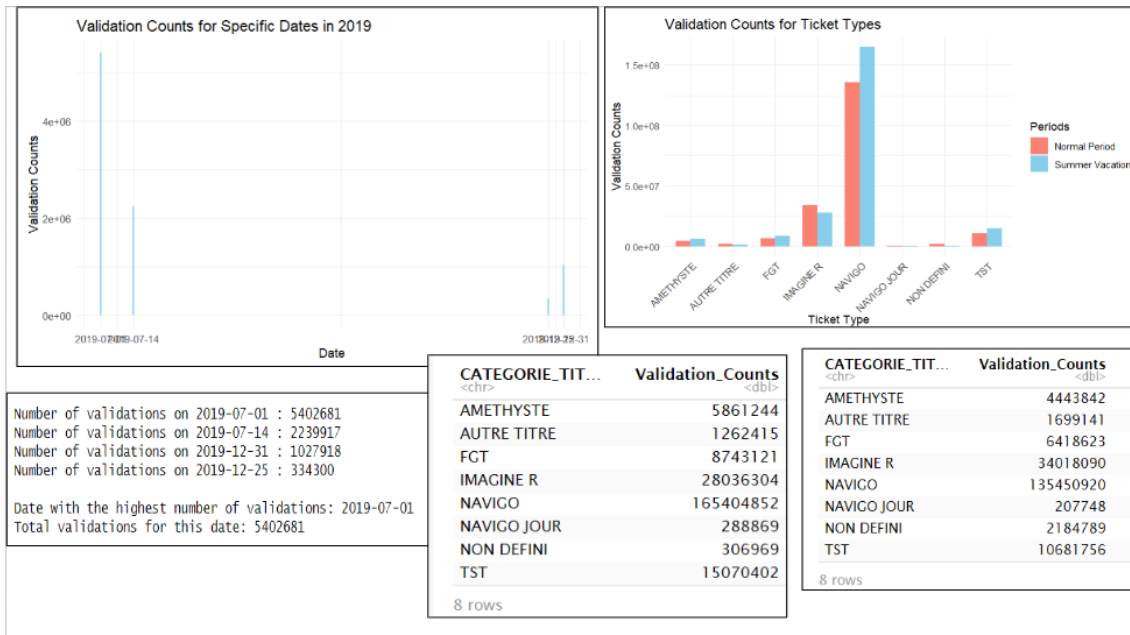 Validation Counts for Specific Dates in 2019
Validation Counts
4e+06
2e+06
0e+00
2019-07-14
Date
Validation Counts for Ticket Types
Validation Counts
1.5e+08
1.0e+08
5.0e+07
0.0e+00
AMETHYSTE
AUTRE TITRE
FGT
IMAGINE R
NAVIGO
NAVIGO JOUR
NON DEFINI
TST
Ticket Type
Periods
Normal Period
Summer Vacation
Number of validations on 2019-07-01 : 5402681
Number of validations on 2019-07-14 : 2239917
Number of validations on 2019-12-31 : 1027918
Number of validations on 2019-12-25 : 334300
Date with the highest number of validations: 2019-07-01
Total validations for this date: 5402681
CATEGORIE_TIT... Validation_Counts
<chr> <dbl>
AMETHYSTE 5861244
AUTRE TITRE 1262415
FGT 8743121
IMAGINE R 28036304
NAVIGO 165404852
NAVIGO JOUR 288869
NON DEFINI 306969
TST 15070402
8 rows
CATEGORIE_TIT... Validation_Counts
<chr> <dbl>
AMETHYSTE 4443842
AUTRE TITRE 1699141
FGT 6418623
IMAGINE R 34018090
NAVIGO 135450920
NAVIGO JOUR 207748
NON DEFINI 2184789
TST 10681756
8 rows